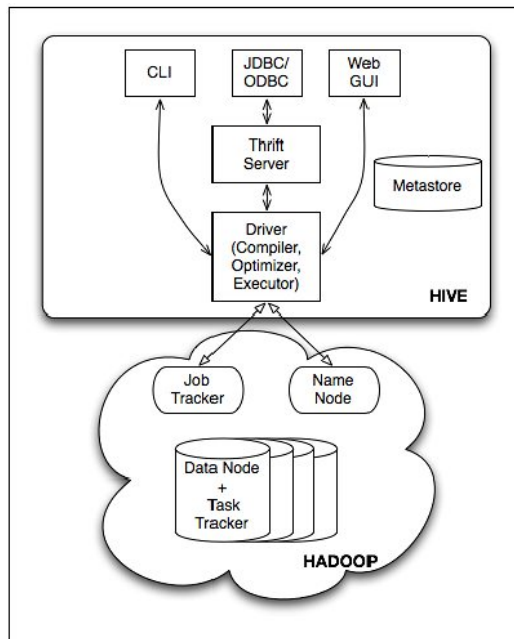 CLI
JDBC/
ODBC
Web
GUI
Thrift
Server
Metastore
Driver
(Compiler,
Optimizer,
Executor)
HIVE
Job
Tracker
Name
Node
Data Node
+
Task
Tracker
HADOOP